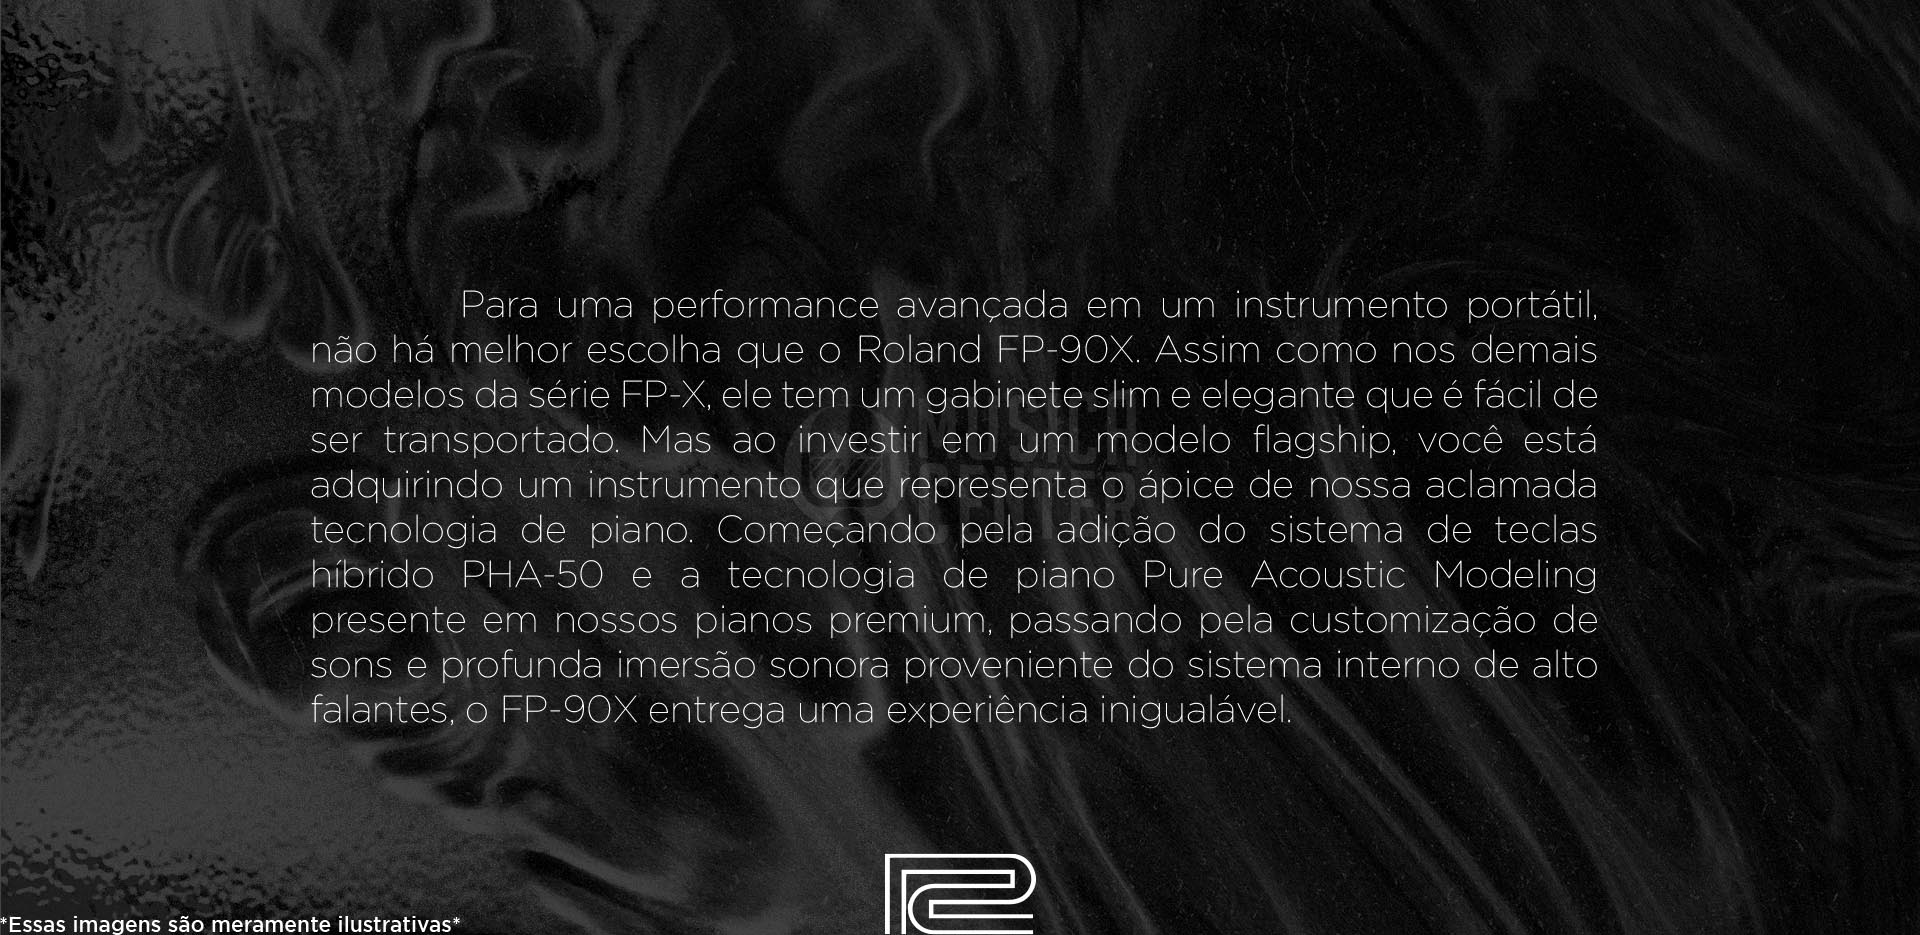 Para uma performance avançada em um instrumento portátil,
não há melhor escolha que o Roland FP-90X. Assim como nos demais
modelos da série FP-X, ele tem um gabinete slim e elegante que é fácil de
ser transportado. Mas ao investir em um modelo flagship, você está
adquirindo um instrumento que representa o ápice de nossa aclamada
tecnologia de piano. Começando pela adição do sistema de teclas
híbrido PHA-50 e a tecnologia de piano Pure Acoustic Modeling
presente em nossos pianos premium, passando pela customização de
sons e profunda imersão sonora proveniente do sistema interno de alto
falantes, o FP-90X entrega uma experiência inigualável.
MUSICAL
CENTER
*Essas imagens são meramente ilustrativas*